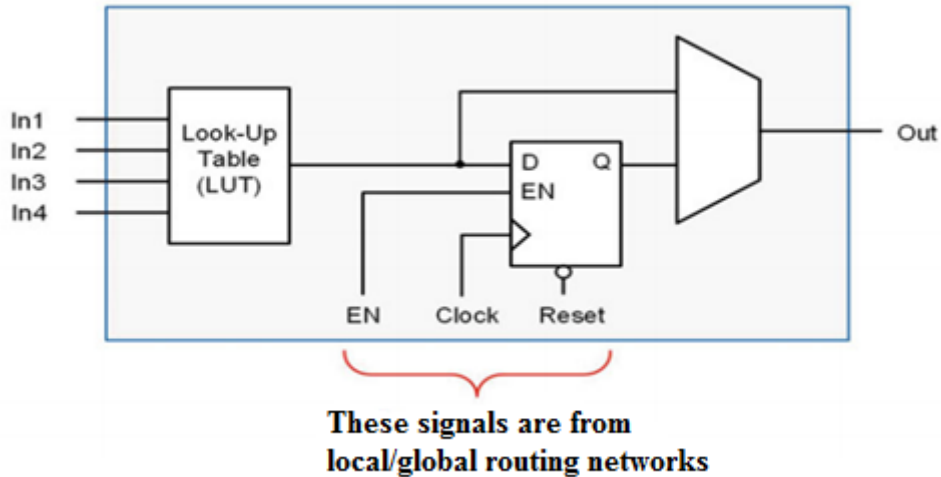 In1
In2
In3
In4
Look-Up
Table
(LUT)
D
Q
EN
EN
Clock
Reset
Out
These signals are from
local/global routing networks